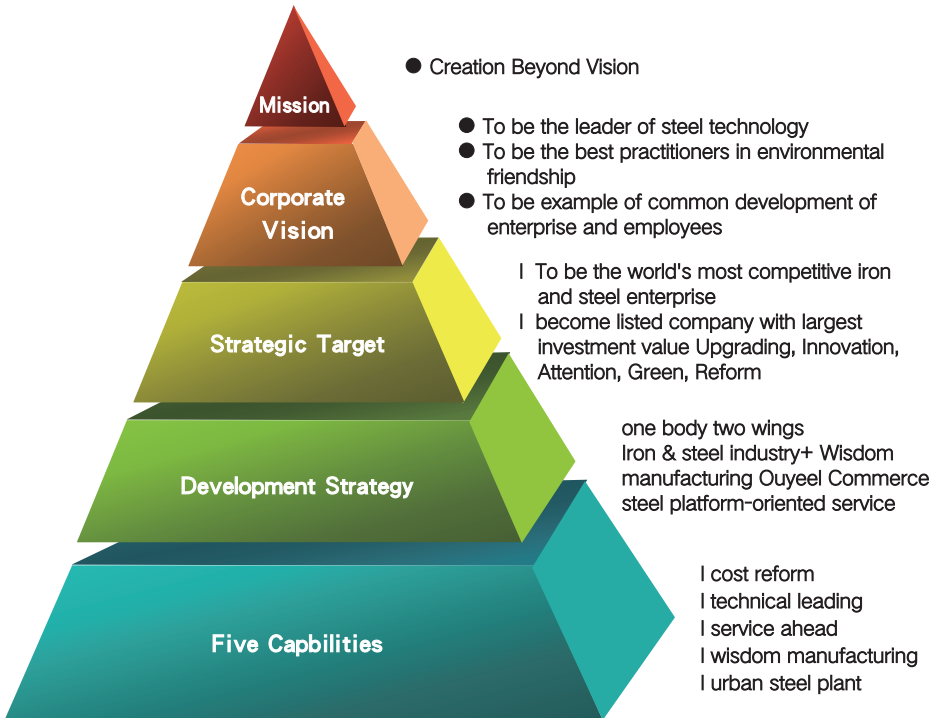 Mission
● Creation Beyond Vision
Corporate
Vision
● To be the leader of steel technology
● To be the best practitioners in environmental
friendship
● To be example of common development of
enterprise and employees
Strategic Target
l To be the world's most competitive iron
and steel enterprise
l become listed company with largest
investment value Upgrading, Innovation,
Attention, Green, Reform
Development Strategy
one body two wings
Iron & steel industry+ Wisdom
manufacturing Ouyeel Commerce
steel platform-oriented service
Five Capbilities
l cost reform
l technical leading
l service ahead
l wisdom manufacturing
l urban steel plant